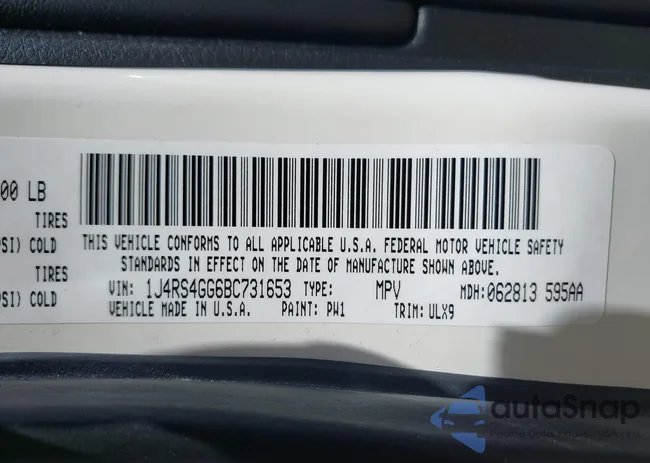 00 LB
TIRES
THIS VEHICLE CONFORMS TO ALL APPLICABLE U.S.A. FEDERAL MOTOR VEHICLE SAFETY
SI) COLD
STANDARDS IN EFFECT ON THE DATE OF MANUFACTURE SHOWN ABOVE.
TIRES
VIN: 1J4RS4GG6BC731653 TYPE: MPV MDH: 062813 595AA
SI) COLD
VEHICLE MADE IN U.S.A. PAINT: PW1 TRIM: ULX9
autoSnap